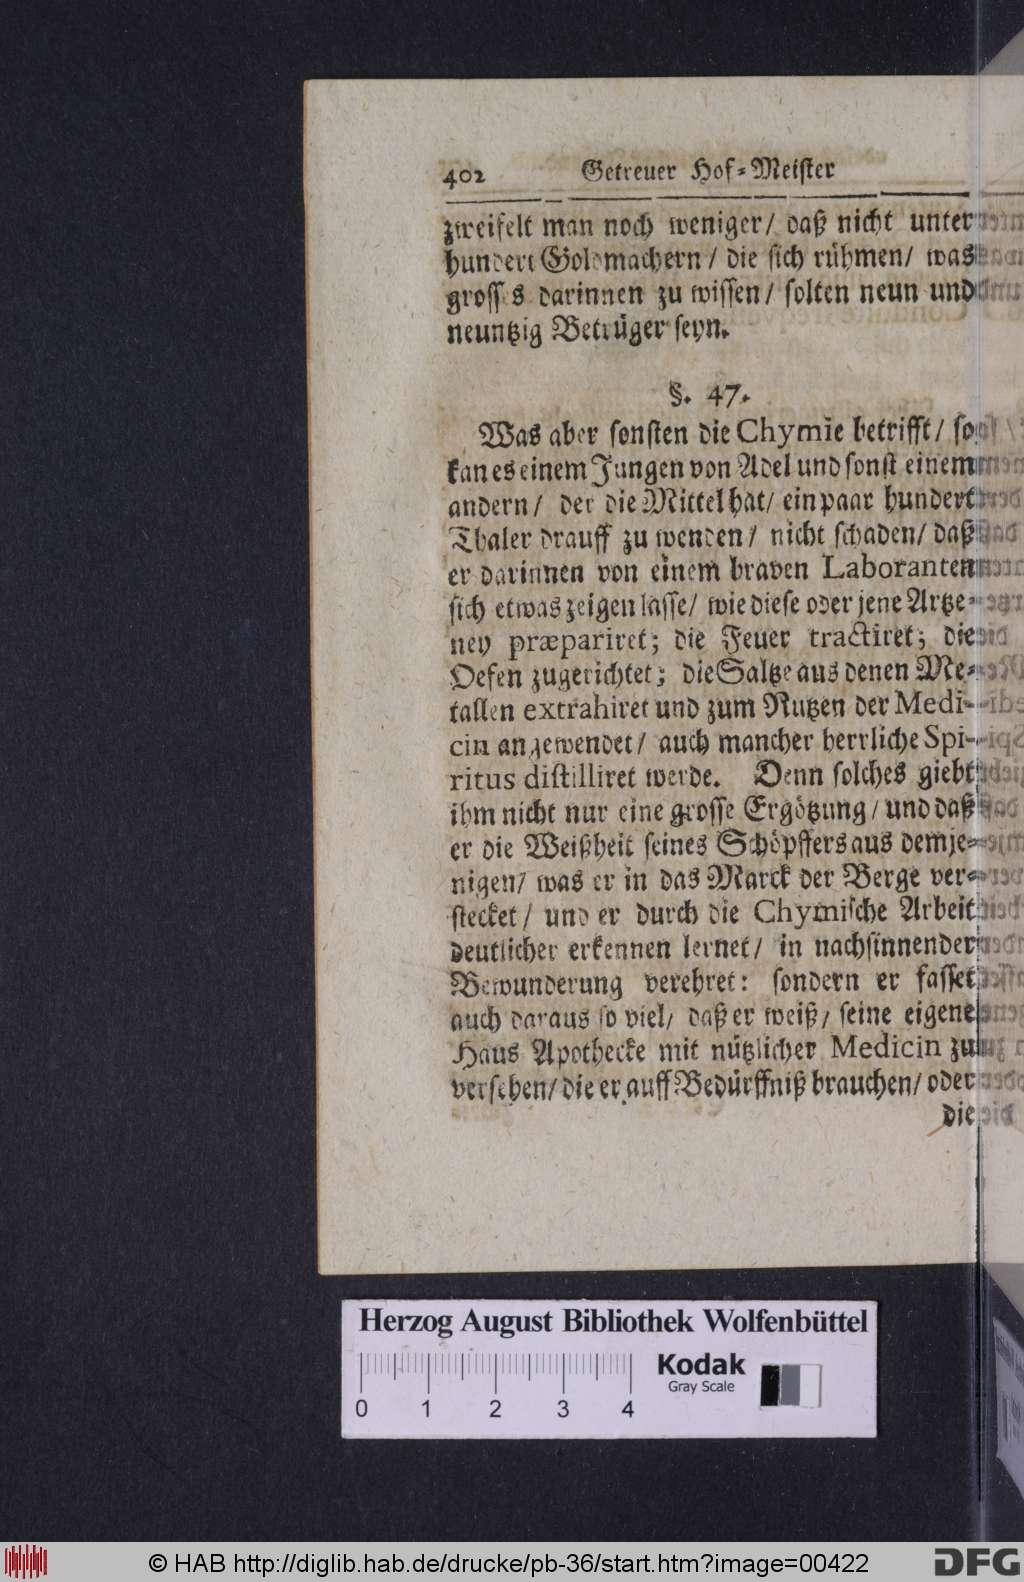 402 Getreuer Hof-Meister
zweifelt man noch weniger/ daß nicht unter
hundert Goldmachern/ die sich rühmen/ was
grosses darinnen zu wissen/ solten neun und
neuntzig Betrüger seyn.
§. 47.
Was aber sonsten die Chymie betrifft/ so
kan es einem Jungen von Adel und sonst einem
andern/ der die Mittel hat/ ein paar hundert
Thaler drauff zu wenden/ nicht schaden/ daß
er darinnen von einem braven Laboranten
sich etwas zeigen lasse/ wie diese oder jene Artze-
ney præpariret; die Feuer tractiret; die
Oefen zugerichtet; die Saltze aus denen Me-
tallen extrahiret und zum Nutzen der Medi-
cin angewendet/ auch mancher herrliche Spi-
ritus distilliret werde. Denn solches giebt
ihm nicht nur eine grosse Ergötzung/ und daß
er die Weißheit seines Schöpffers aus demje-
nigen/ was er in das Marck der Berge ver-
stecket/ und er durch die Chymische Arbeit
deutlicher erkennen lernet/ in nachsinnender
Bewunderung verehret: sondern er fasset
auch daraus so viel/ daß er weiß/ seine eigene
Haus Apothecke mit nützlicher Medicin zu
versehen/ die er auff Bedürffniß brauchen/ oder
die
Herzog August Bibliothek Wolfenbüttel
Kodak
Gray Scale
0 1 2 3 4
© HAB http://diglib.hab.de/drucke/pb-36/start.htm?image=00422
DFG